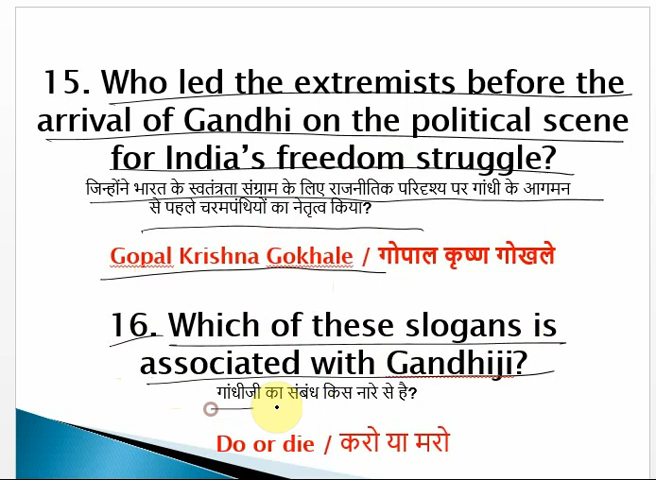 15. Who led the extremists before the
arrival of Gandhi on the political scene
for India's freedom struggle?
जिन्होंने भारत के स्वतंत्रता संग्राम के लिए राजनीतिक परिदृश्य पर गांधी के आगमन
से पहले चरमपंथियों का नेतृत्व किया?
Gopal Krishna Gokhale / गोपाल कृष्ण गोखले
16. Which of these slogans is
associated with Gandhiji?
गांधीजी का संबंध किस नारे से है?
Do or die / करो या मरो